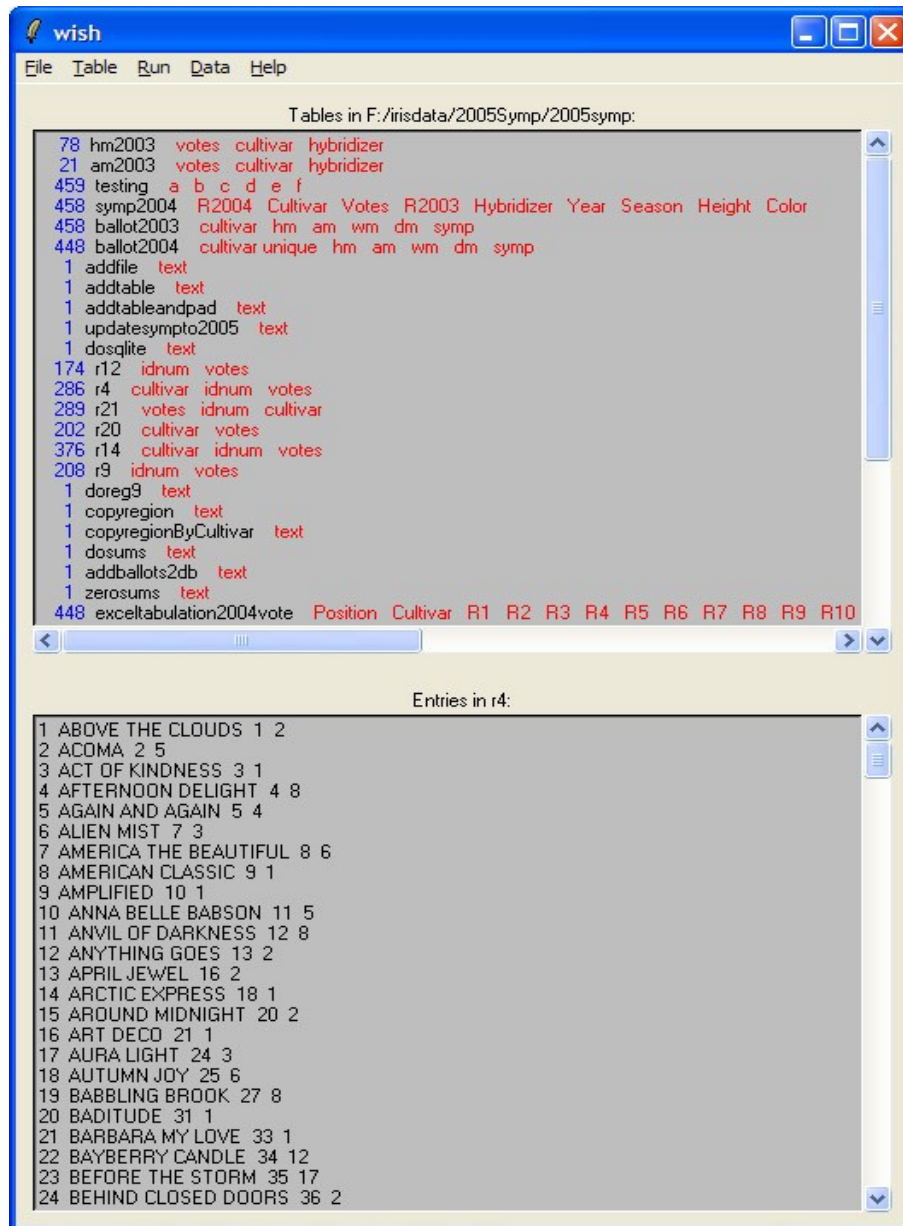 wish
File Table Run Data Help
Tables in F:/irisdata/2005Symp/2005symp:
78 hm2003 votes cultivar hybridizer
21 am2003 votes cultivar hybridizer
459 testing a b c d e f
458 symp2004 R2004 Cultivar Votes R2003 Hybridizer Year Season Height Color
458 ballot2003 cultivar hm am wm dm symp
448 ballot2004 cultivar unique hm am wm dm symp
1 addfile text
1 addtable text
1 addtableandpad text
1 updatesympto2005 text
1 dosqlite text
174 r12 idnum votes
286 r4 cultivar idnum votes
289 r21 votes idnum cultivar
202 r20 cultivar votes
376 r14 cultivar idnum votes
208 r9 idnum votes
1 doreg9 text
1 copyregion text
1 copyregionByCultivar text
1 dosums text
1 addballots2db text
1 zerosums text
448 exceltabulation2004vote Position Cultivar R1 R2 R3 R4 R5 R6 R7 R8 R9 R10
Entries in r4:
1 ABOVE THE CLOUDS 1 2
2 ACOMA 2 5
3 ACT OF KINDNESS 3 1
4 AFTERNOON DELIGHT 4 8
5 AGAIN AND AGAIN 5 4
6 ALIEN MIST 7 3
7 AMERICA THE BEAUTIFUL 8 6
8 AMERICAN CLASSIC 9 1
9 AMPLIFIED 10 1
10 ANNA BELLE BABSON 11 5
11 ANVIL OF DARKNESS 12 8
12 ANYTHING GOES 13 2
13 APRIL JEWEL 16 2
14 ARCTIC EXPRESS 18 1
15 AROUND MIDNIGHT 20 2
16 ART DECO 21 1
17 AURA LIGHT 24 3
18 AUTUMN JOY 25 6
19 BABBLING BROOK 27 8
20 BADITUDE 31 1
21 BARBARA MY LOVE 33 1
22 BAYBERRY CANDLE 34 12
23 BEFORE THE STORM 35 17
24 BEHIND CLOSED DOORS 36 2